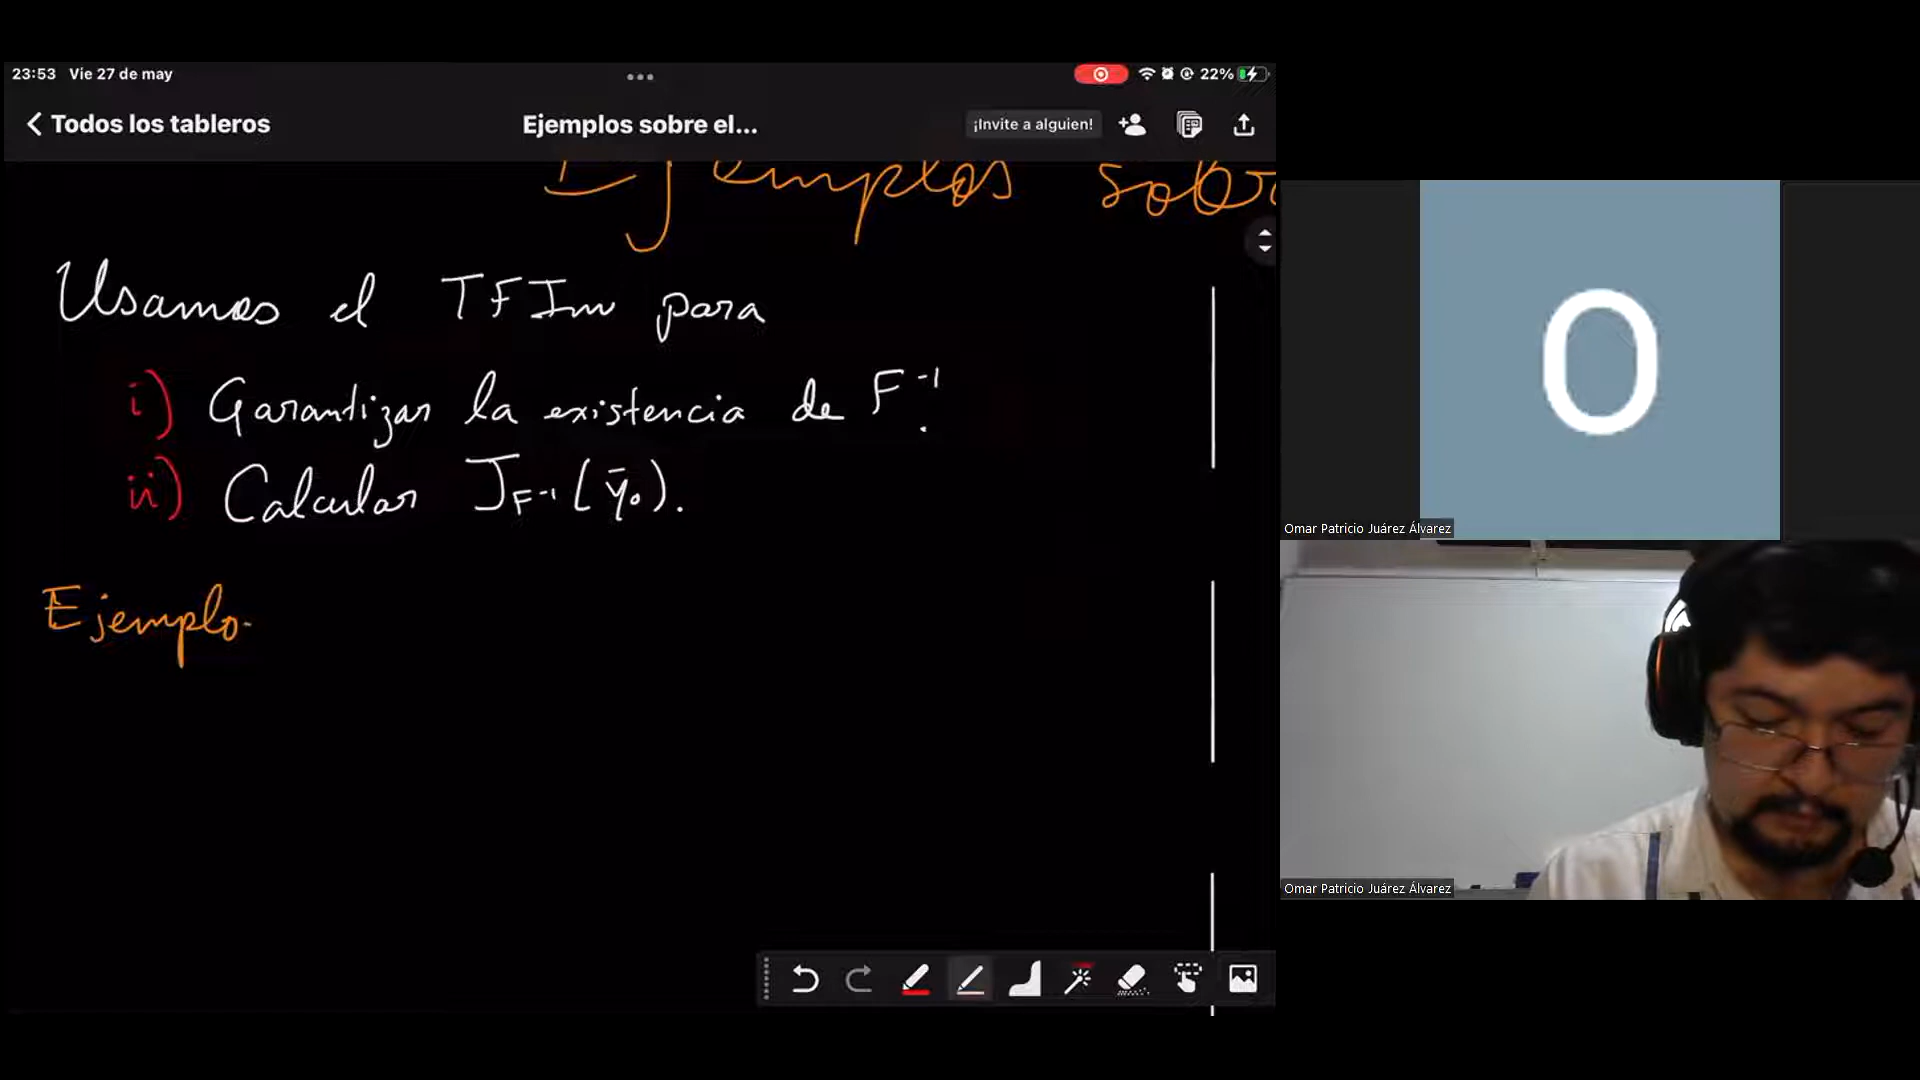 23:53 Vie 27 de may
22%
Todos los tableros
Ejemplos sobre el...
¡Invite a alguien!
Ejemplos sobr
Usamos el TFInv para
i) Garantizar la existencia de F⁻¹.
ii) Calcular J_F⁻¹(ȳ₀).
Ejemplo.
O
Omar Patricio Juárez Álvarez
Omar Patricio Juárez Álvarez